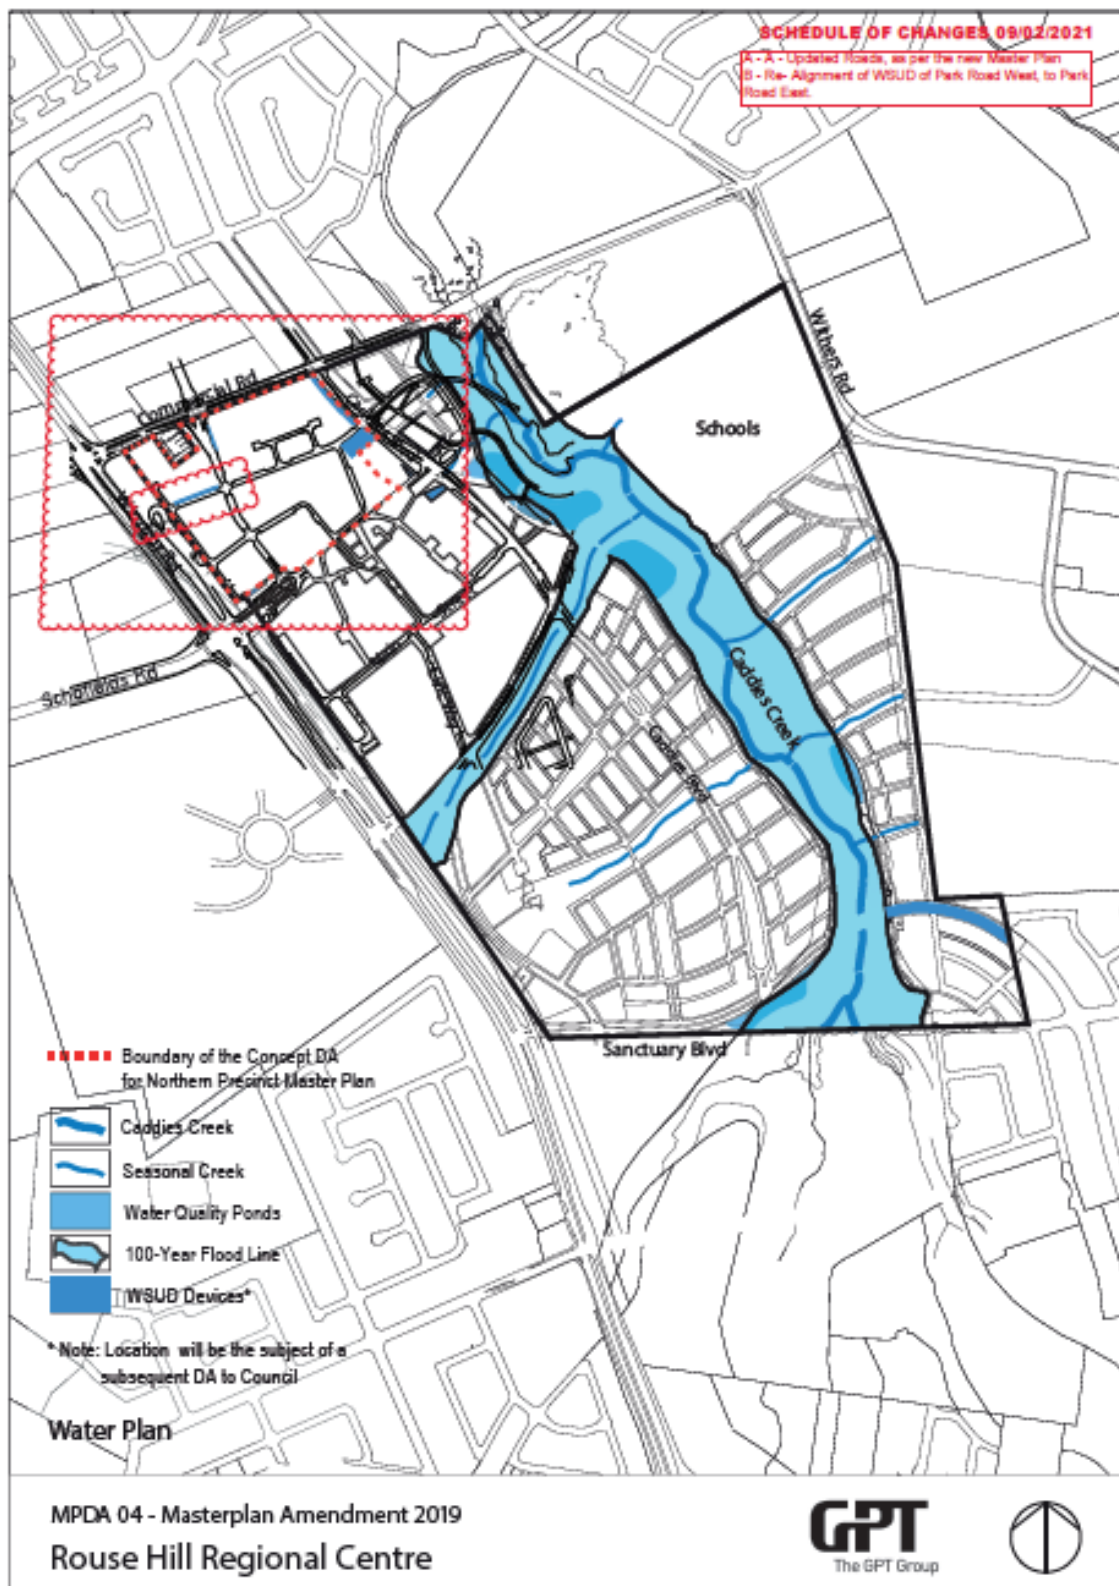 SCHEDULE OF CHANGES 09/02/2021
A - A - Updated Roads, as per the new Master Plan
B - Re- Alignment of WSUD of Park Road West, to Park
Road East.
Withers Rd
Commercial Rd
Schools
Schofields Rd
Caddies Creek
Caddies Blvd
Sanctuary Blvd
Boundary of the Concept DA
for Northern Precinct Master Plan
Caddies Creek
Seasonal Creek
Water Quality Ponds
100-Year Flood Line
WSUD Devices*
* Note: Location will be the subject of a
subsequent DA to Council
Water Plan
MPDA 04 - Masterplan Amendment 2019
Rouse Hill Regional Centre
GPT
The GPT Group